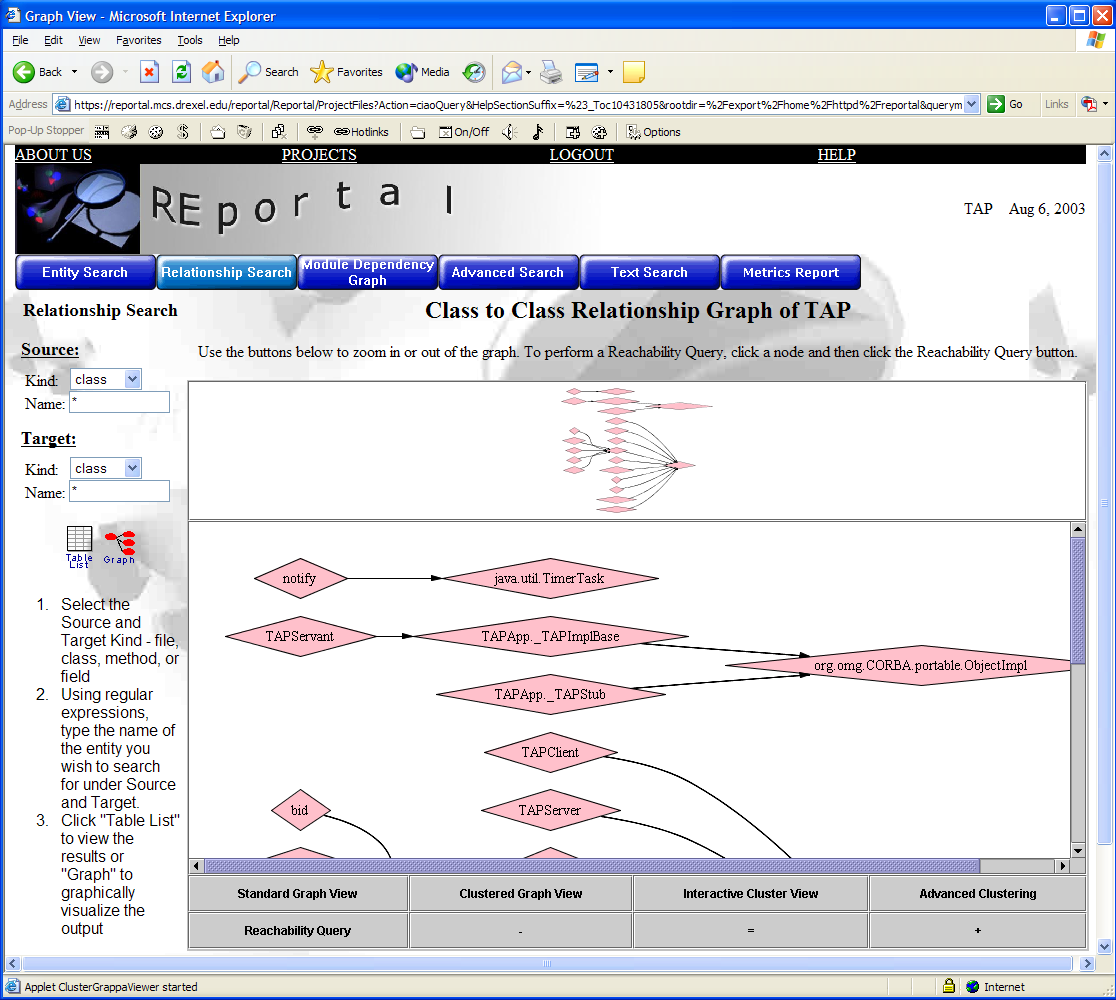 Graph View - Microsoft Internet Explorer
File Edit View Favorites Tools Help
Back Search Favorites Media
Address https://reportal.mcs.drexel.edu/reportal/Reportal/ProjectFiles?Action=ciaoQuery&HelpSectionSuffix=%23_Toc10431805&rootdir=%2Fexport%2Fhome%2Fhttpd%2Freportal&querym Go Links
Pop-Up Stopper Hotlinks On/Off Options
ABOUT US PROJECTS LOGOUT HELP
REportal
TAP Aug 6, 2003
Entity Search Relationship Search Module Dependency Graph Advanced Search Text Search Metrics Report
Relationship Search
Class to Class Relationship Graph of TAP
Use the buttons below to zoom in or out of the graph. To perform a Reachability Query, click a node and then click the Reachability Query button.
Source:
Kind: class
Name: *
Target:
Kind: class
Name: *
Table List
Graph
1. Select the
Source and
Target Kind - file,
class, method, or
field
2. Using regular
expressions,
type the name of
the entity you
wish to search
for under Source
and Target.
3. Click "Table List"
to view the
results or
"Graph" to
graphically
visualize the
output
notify java.util.TimerTask
TAPServant TAPApp._TAPImplBase
org.omg.CORBA.portable.ObjectImpl
TAPApp._TAPStub
TAPClient
bid TAPServer
Standard Graph View Clustered Graph View Interactive Cluster View Advanced Clustering
Reachability Query - = +
Applet ClusterGrappaViewer started Internet